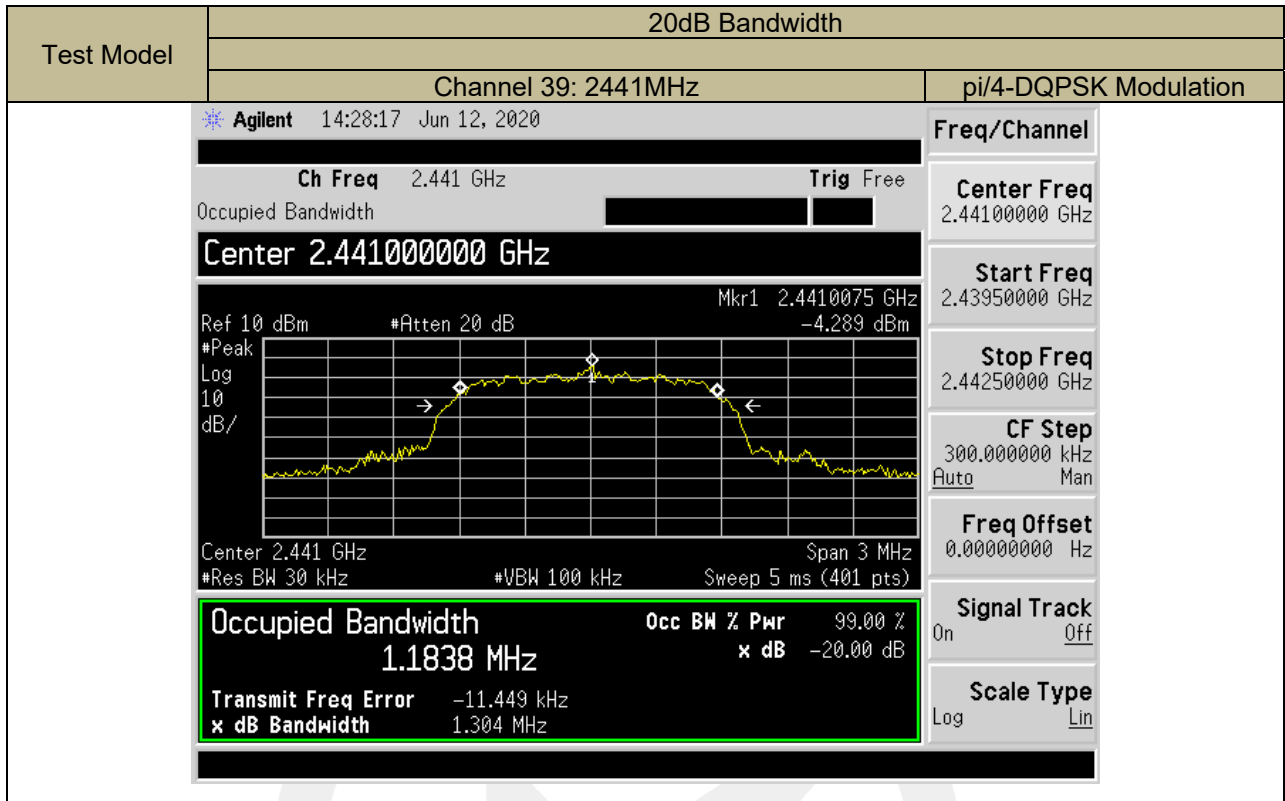 Test Model
20dB Bandwidth
Channel 39: 2441MHz pi/4-DQPSK Modulation
Agilent 14:28:17 Jun 12, 2020
Freq/Channel
Ch Freq 2.441 GHz Trig Free
Occupied Bandwidth
Center 2.441000000 GHz
Mkr1 2.4410075 GHz
Ref 10 dBm #Atten 20 dB -4.289 dBm
#Peak
Log
10
dB/
1
Center 2.441 GHz Span 3 MHz
#Res BW 30 kHz #VBW 100 kHz Sweep 5 ms (401 pts)
Occupied Bandwidth Occ BW % Pwr 99.00 %
1.1838 MHz x dB -20.00 dB
Transmit Freq Error -11.449 kHz
x dB Bandwidth 1.304 MHz
Center Freq
2.44100000 GHz
Start Freq
2.43950000 GHz
Stop Freq
2.44250000 GHz
CF Step
300.000000 kHz
Auto Man
Freq Offset
0.00000000 Hz
Signal Track
On Off
Scale Type
Log Lin